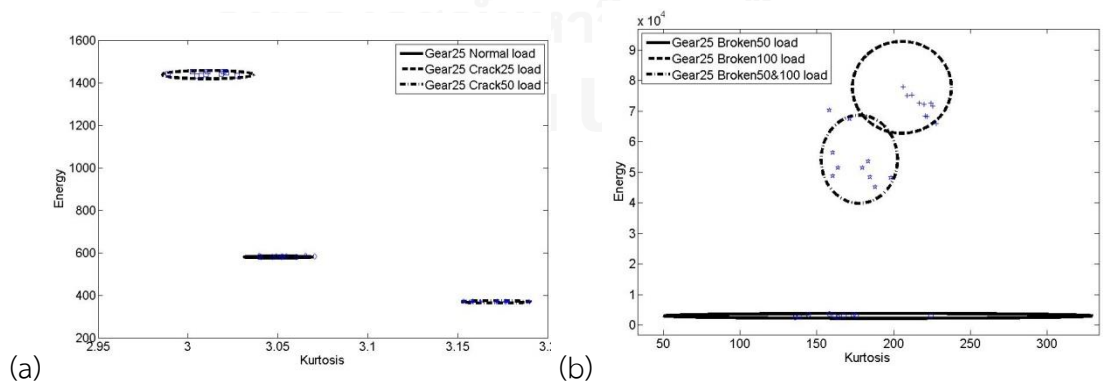 1600
1400
1200
1000
800
600
400
200
2.95
3
3.05
3.1
3.15
Energy
Kurtosis
Gear25 Normal load
Gear25 Crack25 load
Gear25 Crack50 load
(a)
x 10⁴
9
8
7
6
5
4
3
2
1
0
50
100
150
200
250
300
Energy
Kurtosis
Gear25 Broken50 load
Gear25 Broken100 load
Gear25 Broken50&100 load
(b)